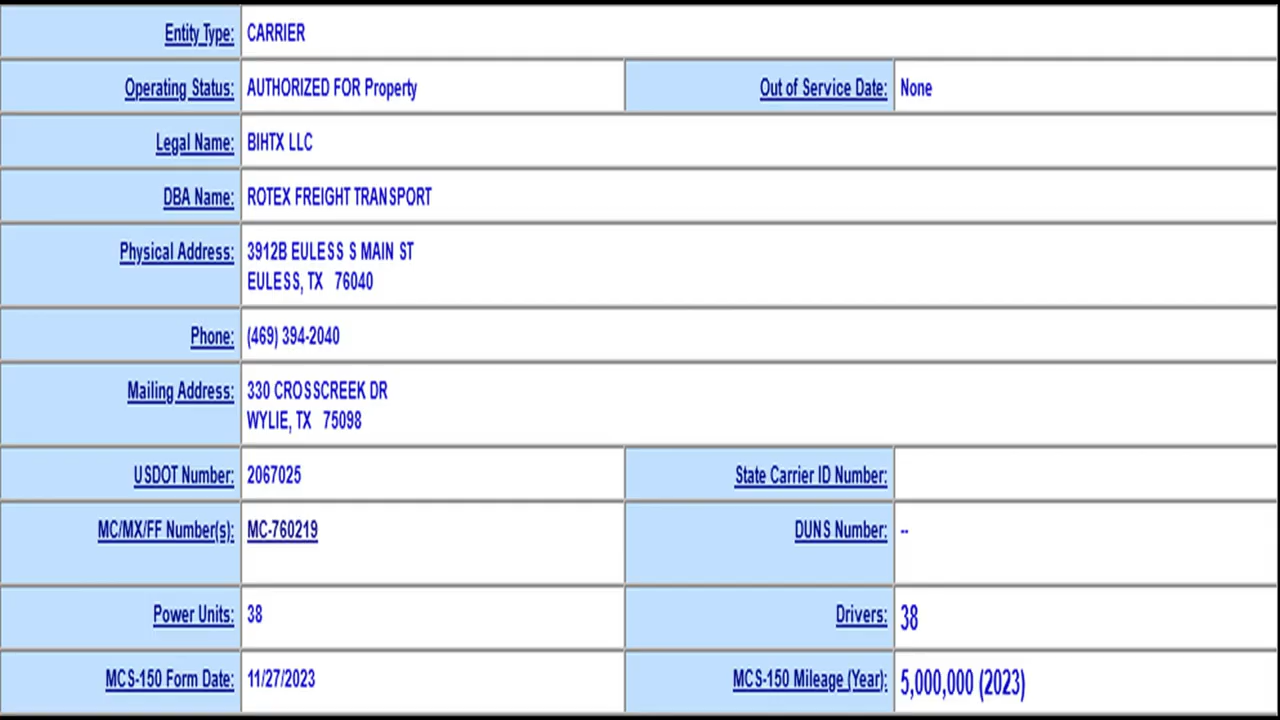 Entity Type: CARRIER
Operating Status: AUTHORIZED FOR Property Out of Service Date: None
Legal Name: BIHTX LLC
DBA Name: ROTEX FREIGHT TRANSPORT
Physical Address: 3912B EULESS S MAIN ST
EULESS, TX 76040
Phone: (469) 394-2040
Mailing Address: 330 CROSSCREEK DR
WYLIE, TX 75098
USDOT Number: 2067025 State Carrier ID Number:
MC/MX/FF Number(s): MC-760219 DUNS Number: --
Power Units: 38 Drivers: 38
MCS-150 Form Date: 11/27/2023 MCS-150 Mileage (Year): 5,000,000 (2023)